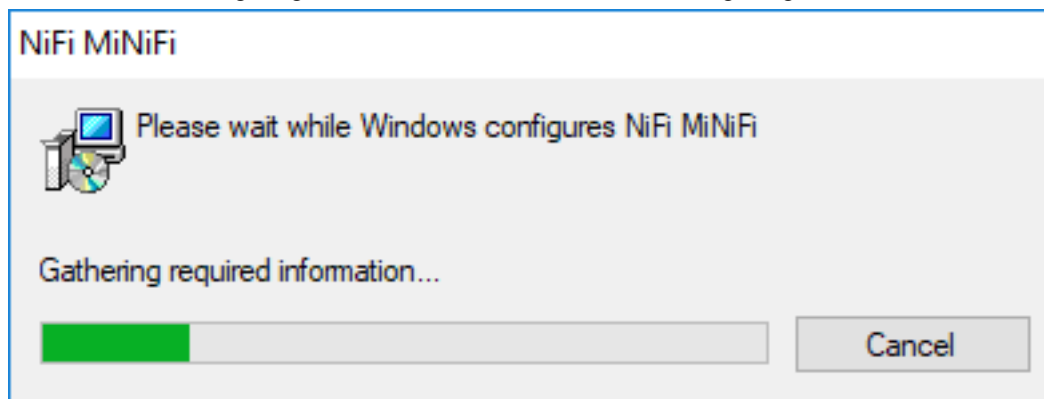 NiFi MiNiFi
Please wait while Windows configures NiFi MiNiFi
Gathering required information...
Cancel